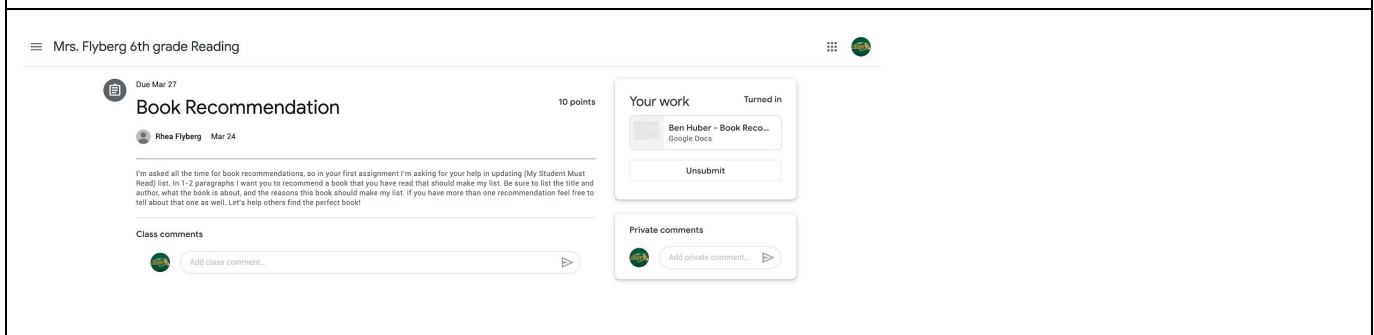 Mrs. Flyberg 6th grade Reading
Due Mar 27
Book Recommendation
10 points
Rhea Flyberg Mar 24
I'm asked all the time for book recommendations, so in your first assignment I'm asking for your help in updating (My Student Must
Read) list. In 1-2 paragraphs I want you to recommend a book that you have read that should make my list. Be sure to list the title and
author, what the book is about, and the reasons this book should make my list. If you have more than one recommendation feel free to
tell about that one as well. Let's help others find the perfect book!
Class comments
Add class comment...
Your work
Turned in
Ben Huber - Book Reco...
Google Docs
Unsubmit
Private comments
Add private comment...